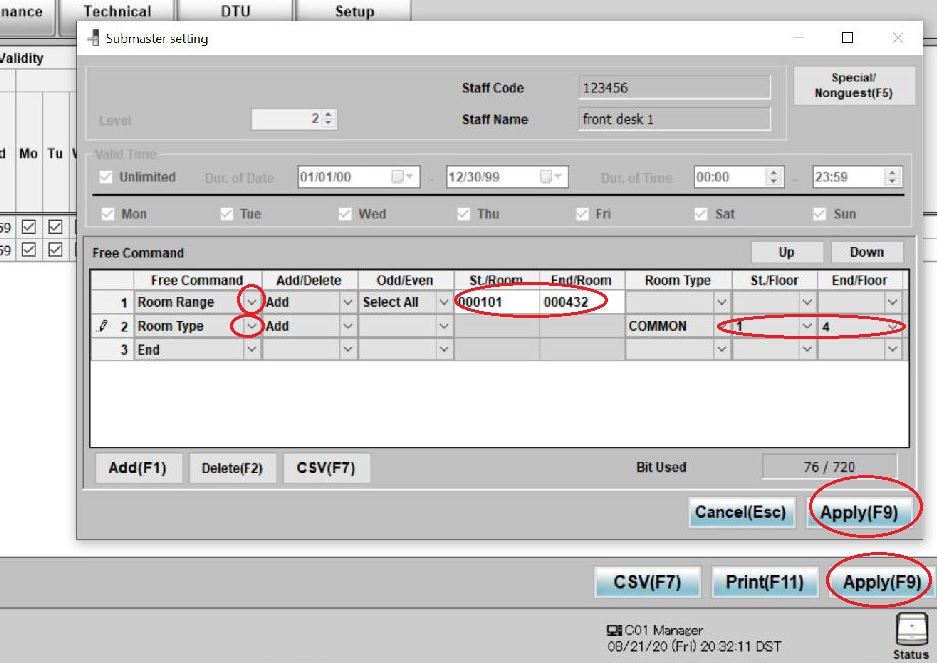 nance Technical DTU Setup
Submaster setting
Validity
Staff Code 123456
Special/
Nonguest(F5)
Level 2 Staff Name front desk 1
d Mo Tu
Valid Time
Unlimited Dur. of Date 01/01/00 - 12/30/99 Dur. of Time 00:00 - 23:59
Mon Tue Wed Thu Fri Sat Sun
59
59
Free Command Up Down
Free Command Add/Delete Odd/Even St./Room End/Room Room Type St./Floor End/Floor
1 Room Range Add Select All 000101 000432
2 Room Type Add COMMON 1 4
3 End
Add(F1) Delete(F2) CSV(F7) Bit Used 76 / 720
Cancel(Esc) Apply(F9)
CSV(F7) Print(F11) Apply(F9)
C01 Manager
08/21/20 (Fri) 20:32:11 DST
Status